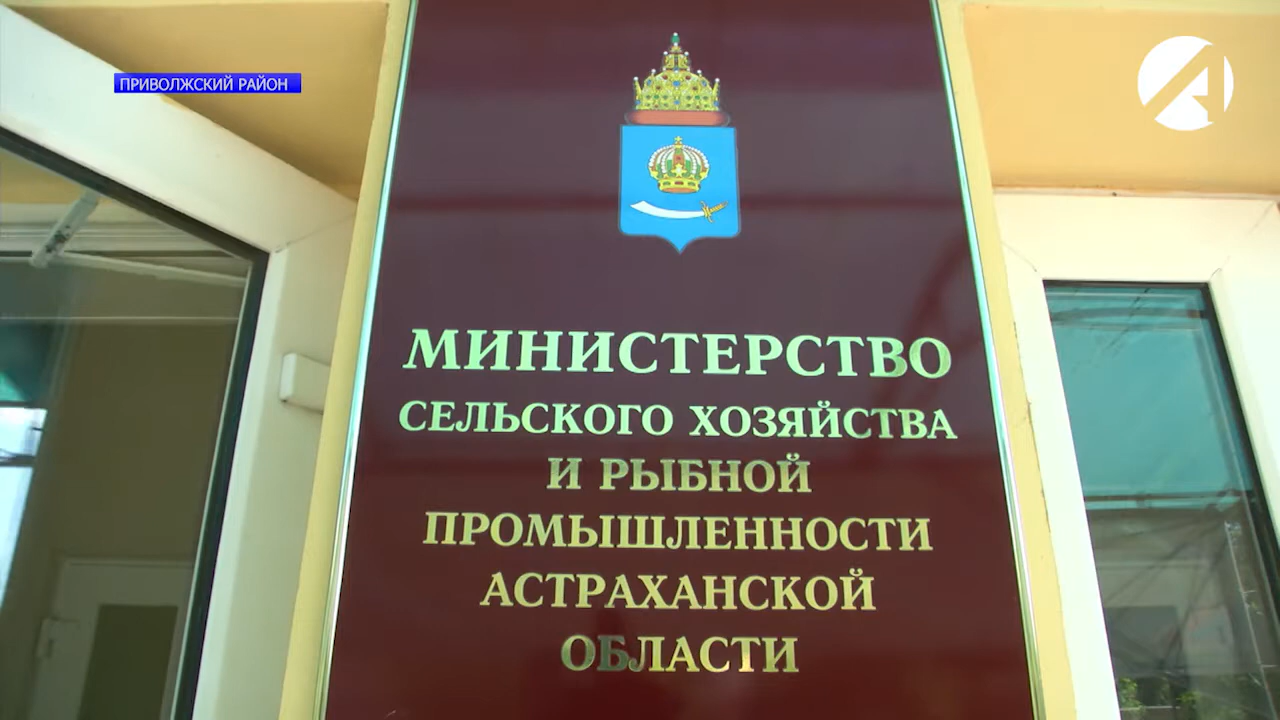 ПРИВОЛЖСКИЙ РАЙОН
МИНИСТЕРСТВО
СЕЛЬСКОГО ХОЗЯЙСТВА
И РЫБНОЙ
ПРОМЫШЛЕННОСТИ
АСТРАХАНСКОЙ
ОБЛАСТИ